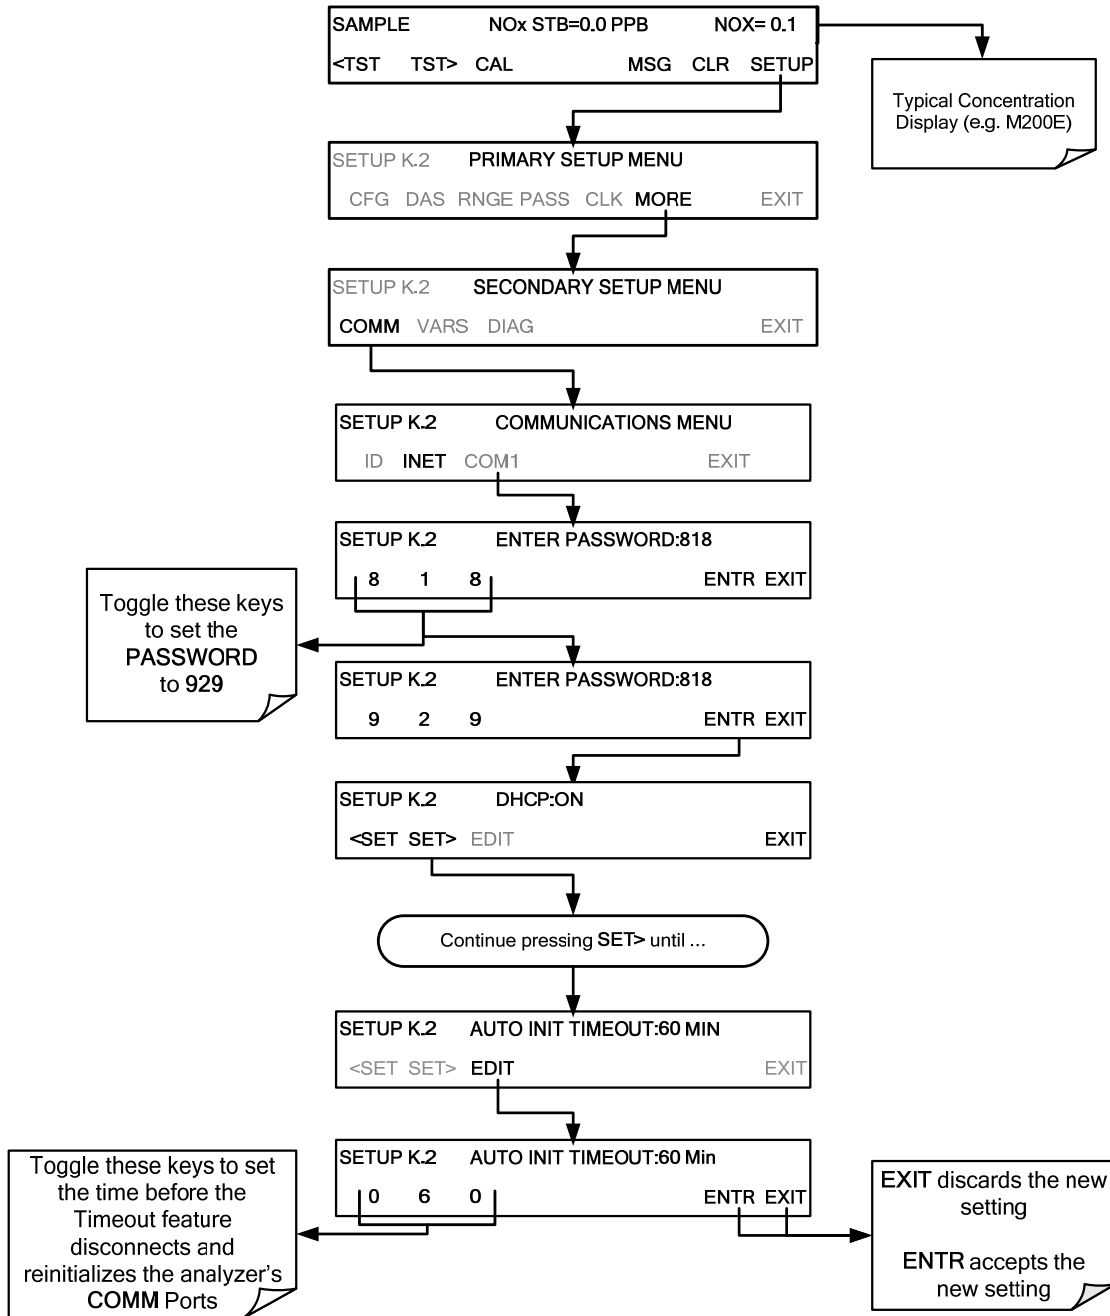 SAMPLE NOx STB=0.0 PPB NOX= 0.1
<TST TST> CAL MSG CLR SETUP
Typical Concentration
Display (e.g. M200E)
SETUP K.2 PRIMARY SETUP MENU
CFG DAS RNGE PASS CLK MORE EXIT
SETUP K.2 SECONDARY SETUP MENU
COMM VARS DIAG EXIT
SETUP K.2 COMMUNICATIONS MENU
ID INET COM1 EXIT
SETUP K.2 ENTER PASSWORD:818
8 1 8 ENTR EXIT
Toggle these keys
to set the
PASSWORD
to 929
SETUP K.2 ENTER PASSWORD:818
9 2 9 ENTR EXIT
SETUP K.2 DHCP:ON
<SET SET> EDIT EXIT
Continue pressing SET> until ...
SETUP K.2 AUTO INIT TIMEOUT:60 MIN
<SET SET> EDIT EXIT
SETUP K.2 AUTO INIT TIMEOUT:60 Min
0 6 0 ENTR EXIT
Toggle these keys to set
the time before the
Timeout feature
disconnects and
reinitializes the analyzer's
COMM Ports
EXIT discards the new
setting
ENTR accepts the
new setting